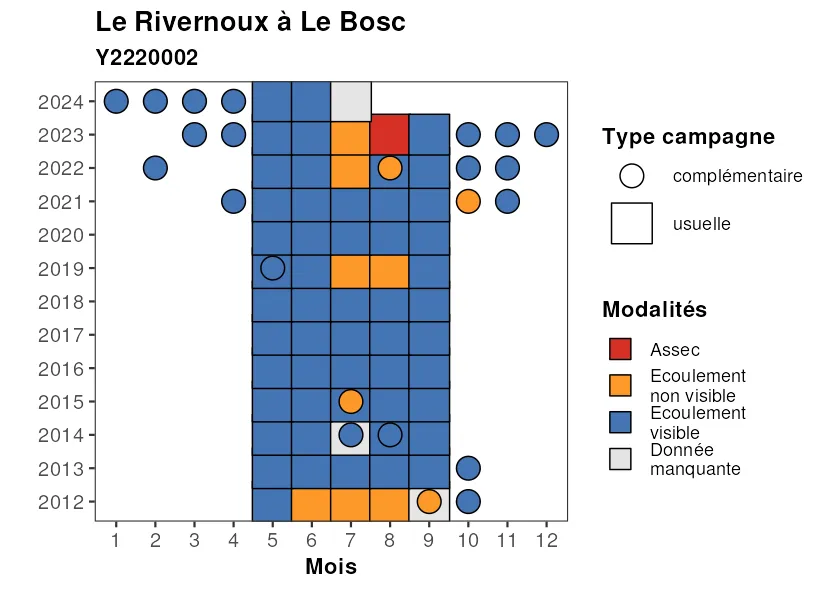 Le Rivernoux à Le Bosc
Y2220002
2024
2023
2022
2021
2020
2019
2018
2017
2016
2015
2014
2013
2012
1 2 3 4 5 6 7 8 9 10 11 12
Mois
Type campagne
complémentaire
usuelle
Modalités
Assec
Ecoulement
non visible
Ecoulement
visible
Donnée
manquante